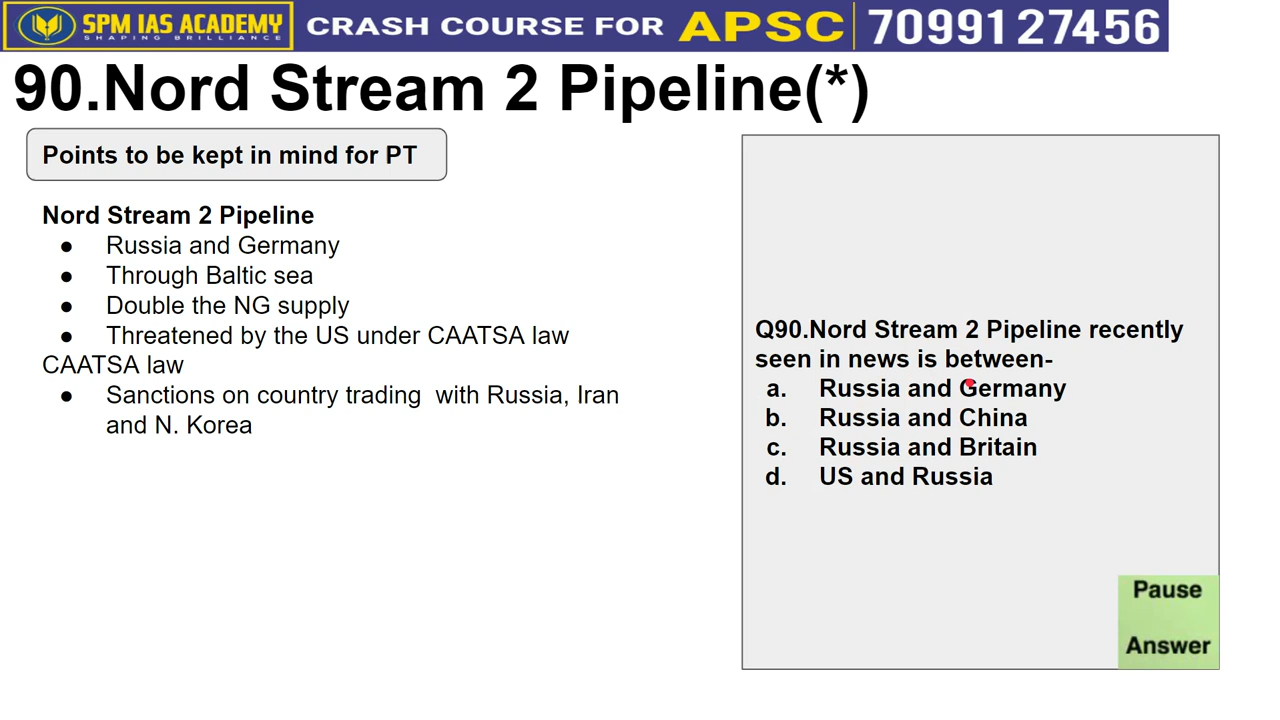 SPM IAS ACADEMY
SHAPING BRILLIANCE
CRASH COURSE FOR APSC 70991 27456
90.Nord Stream 2 Pipeline(*)
Points to be kept in mind for PT
Nord Stream 2 Pipeline
● Russia and Germany
● Through Baltic sea
● Double the NG supply
● Threatened by the US under CAATSA law
CAATSA law
● Sanctions on country trading with Russia, Iran
and N. Korea
Q90.Nord Stream 2 Pipeline recently
seen in news is between-
a. Russia and Germany
b. Russia and China
c. Russia and Britain
d. US and Russia
Pause
Answer